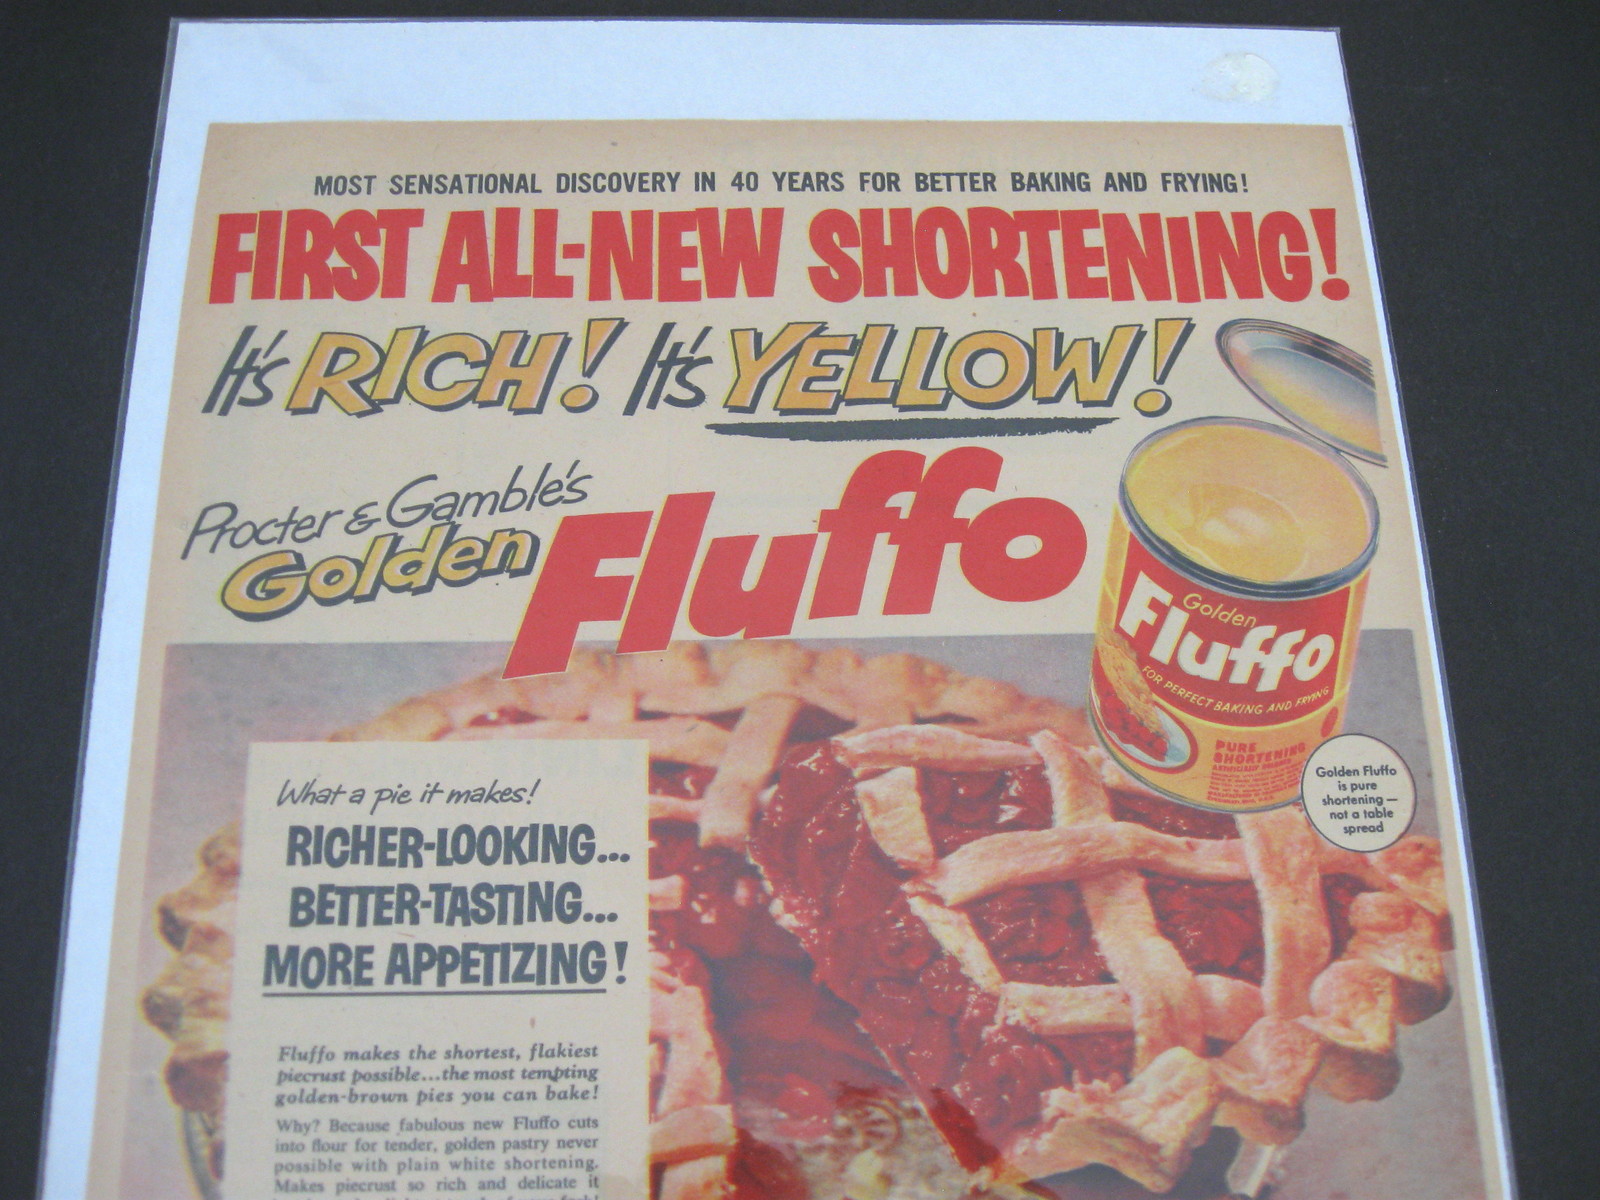 MOST SENSATIONAL DISCOVERY IN 40 YEARS FOR BETTER BAKING AND FRYING!
FIRST ALL-NEW SHORTENING!
It's RICH! It's YELLOW!
Procter & Gamble's
Golden Fluffo
Golden
Fluffo
FOR PERFECT BAKING AND FRYING
PURE
SHORTENING
Golden Fluffo
is pure
shortening—
not a table
spread
What a pie it makes!
RICHER-LOOKING...
BETTER-TASTING...
MORE APPETIZING!
Fluffo makes the shortest, flakiest
piecrust possible...the most tempting
golden-brown pies you can bake!
Why? Because fabulous new Fluffo cuts
into flour for tender, golden pastry never
possible with plain white shortening.
Makes piecrust so rich and delicate it